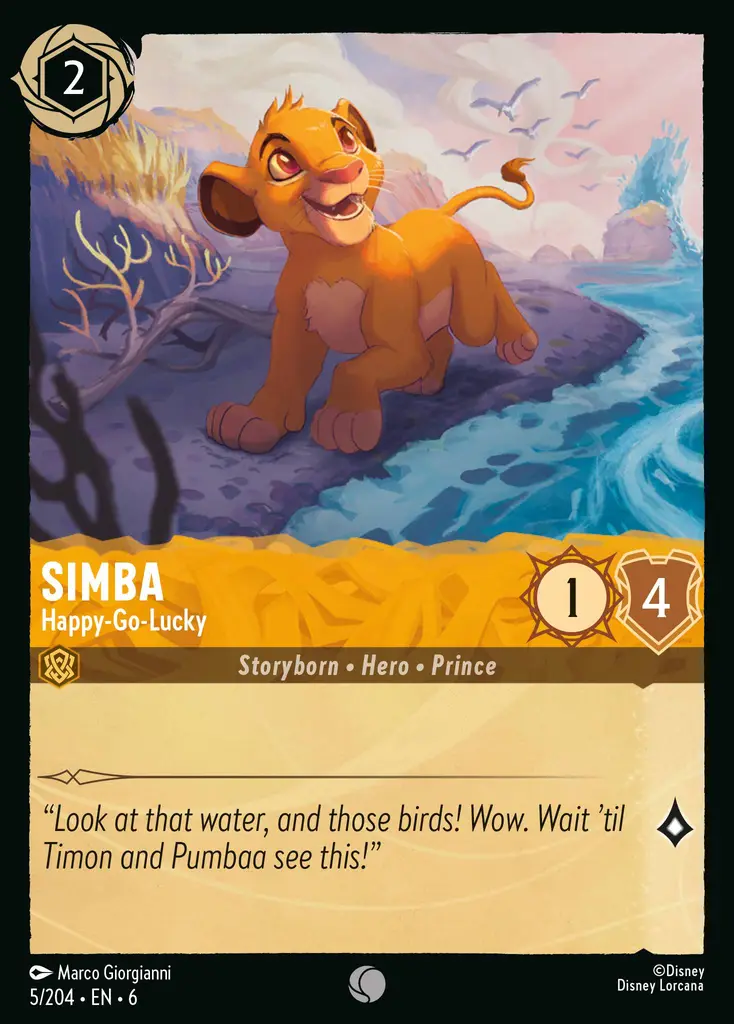 2
SIMBA
Happy-Go-Lucky
1
4
Storyborn • Hero • Prince
“Look at that water, and those birds! Wow. Wait ’til
Timon and Pumbaa see this!”
Marco Giorgianni
5/204 • EN • 6
©Disney
Disney Lorcana